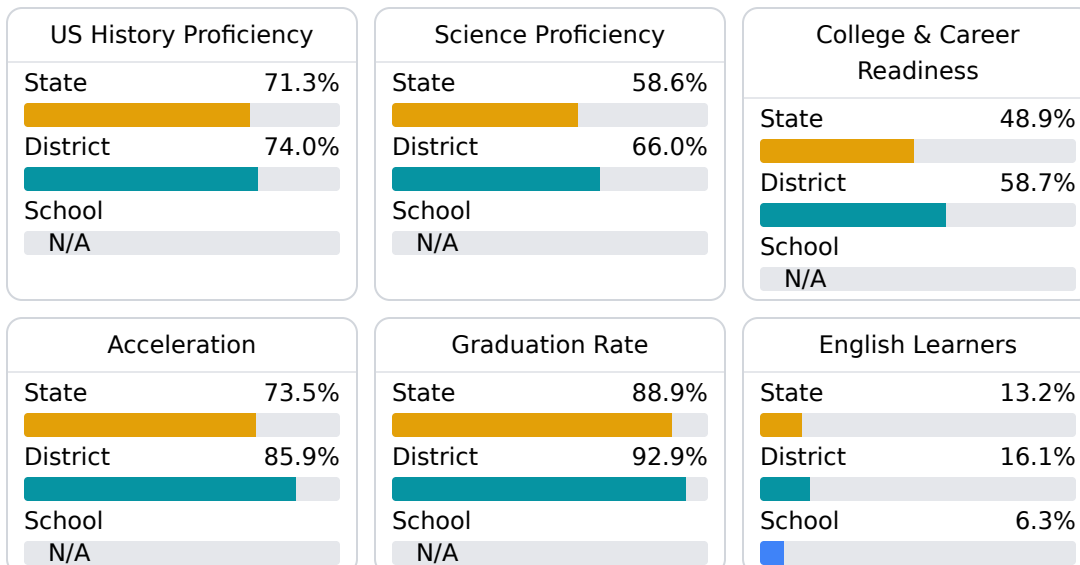 US History Proficiency
State 71.3%
District 74.0%
School
N/A
Science Proficiency
State 58.6%
District 66.0%
School
N/A
College & Career
Readiness
State 48.9%
District 58.7%
School
N/A
Acceleration
State 73.5%
District 85.9%
School
N/A
Graduation Rate
State 88.9%
District 92.9%
School
N/A
English Learners
State 13.2%
District 16.1%
School 6.3%